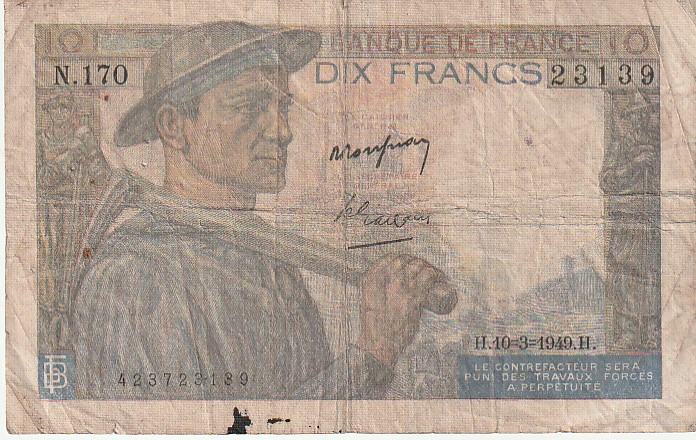 10 BANQUE DE FRANCE 10
N.170 DIX FRANCS 23139
H.10=3=1949.H.
LE CONTREFACTEUR SERA
PUNI DES TRAVAUX FORCÉS
A PERPÉTUITÉ
423723139